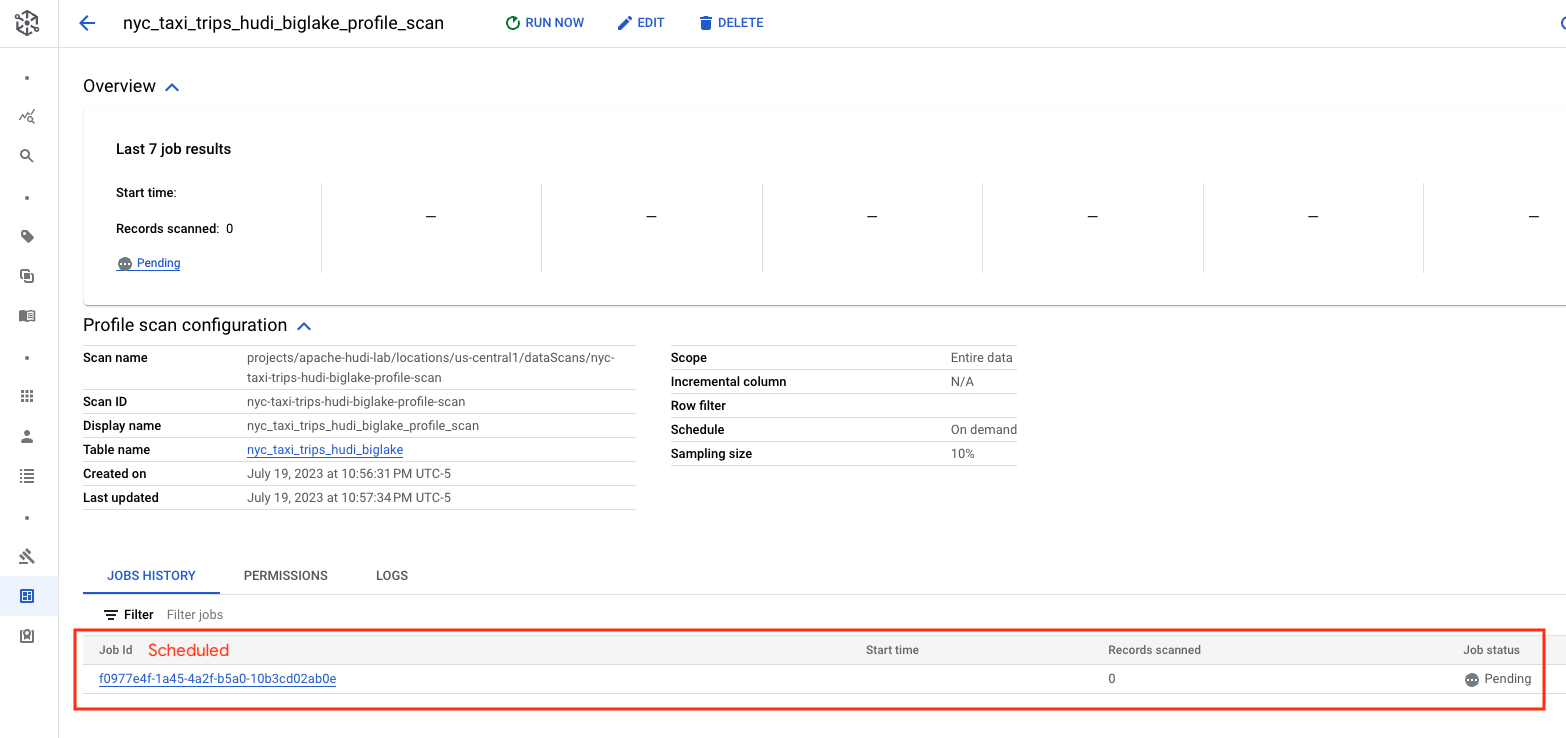 nyc_taxi_trips_hudi_biglake_profile_scan RUN NOW EDIT DELETE
Overview
Last 7 job results
Start time:
Records scanned: 0
Pending
— — — — — —
Profile scan configuration
Scan name projects/apache-hudi-lab/locations/us-central1/dataScans/nyc-
taxi-trips-hudi-biglake-profile-scan
Scan ID nyc-taxi-trips-hudi-biglake-profile-scan
Display name nyc_taxi_trips_hudi_biglake_profile_scan
Table name nyc_taxi_trips_hudi_biglake
Created on July 19, 2023 at 10:56:31 PM UTC-5
Last updated July 19, 2023 at 10:57:34 PM UTC-5
Scope Entire data
Incremental column N/A
Row filter
Schedule On demand
Sampling size 10%
JOBS HISTORY PERMISSIONS LOGS
Filter Filter jobs
Job Id Scheduled Start time Records scanned Job status
f0977e4f-1a45-4a2f-b5a0-10b3cd02ab0e 0 Pending